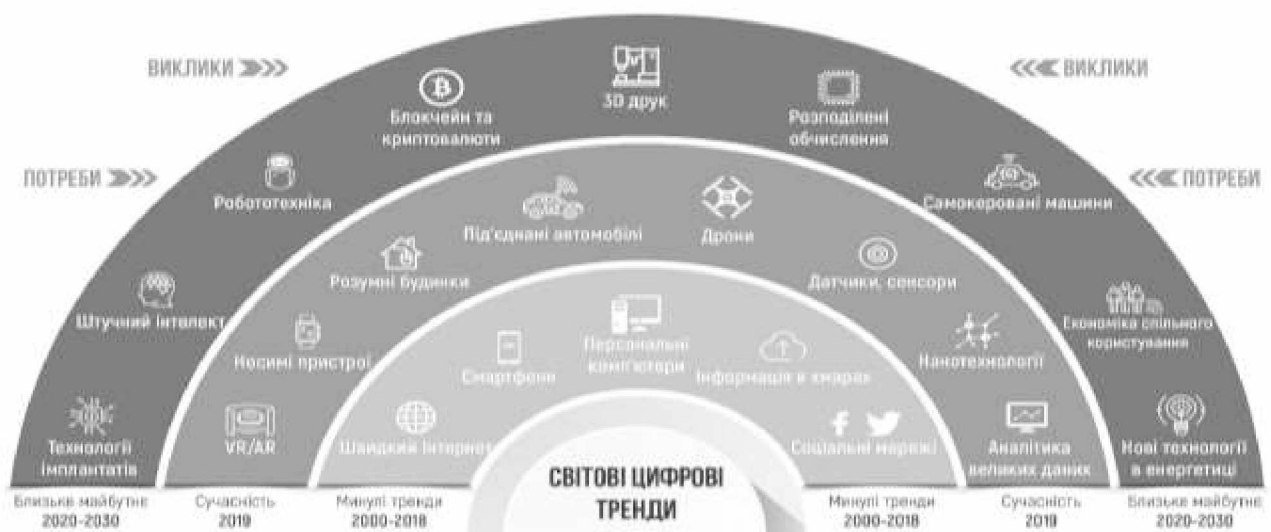 ВИКЛИКИ
ВИКЛИКИ
ПОТРЕБИ
ПОТРЕБИ
Технології
імплантатів
Штучний інтелект
Робототехніка
Блокчейн та
криптовалюти
3D друк
Розподілені
обчислення
Самокеровані машини
Економіка спільного
користування
Нові технології
в енергетиці
VR/AR
Носимі пристрої
Розумні будинки
Під'єднані автомобілі
Дрони
Датчики, сенсори
Нанотехнології
Аналітика
великих даних
Швидкий Інтернет
Смартфони
Персональні
комп'ютери
Інформація в хмарах
Соціальні мережі
СВІТОВІ ЦИФРОВІ
ТРЕНДИ
Близьке майбутнє
2020-2030
Сучасність
2019
Минулі тренди
2000-2018
Минулі тренди
2000-2018
Сучасність
2019
Близьке майбутнє
2020-2030